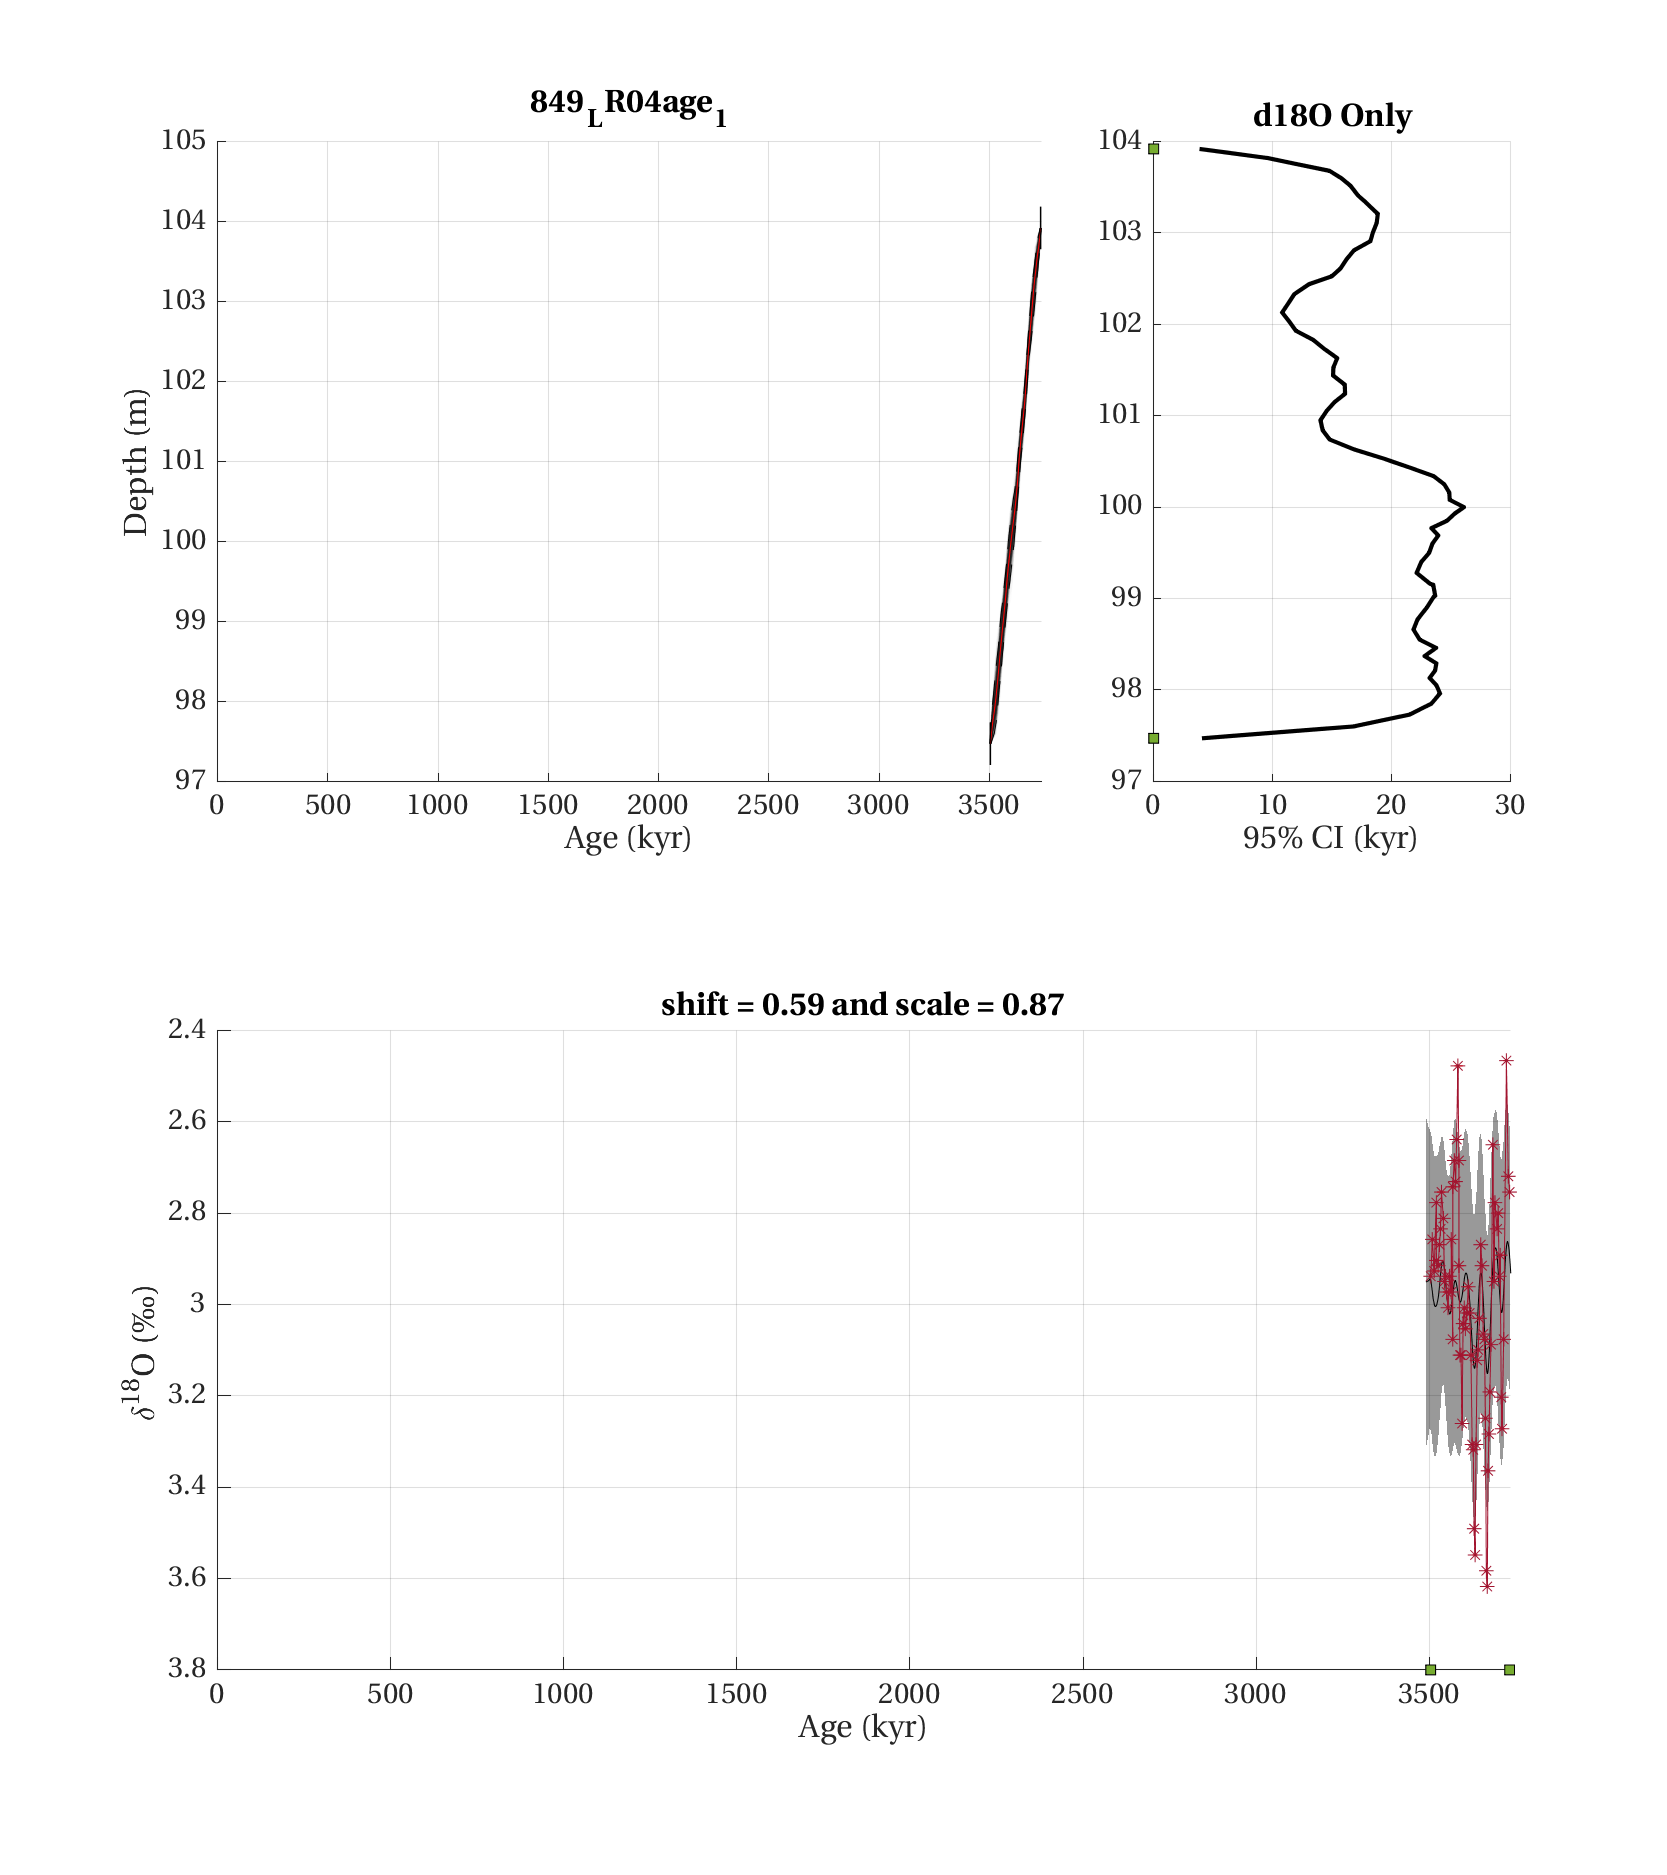 849LR04age1
105
104
103
102
101
100
99
98
97
Depth (m)
0 500 1000 1500 2000 2500 3000 3500
Age (kyr)
d18O Only
104
103
102
101
100
99
98
97
0 10 20 30
95% CI (kyr)
shift = 0.59 and scale = 0.87
2.4
2.6
2.8
3
3.2
3.4
3.6
3.8
δ18O (‰)
0 500 1000 1500 2000 2500 3000 3500
Age (kyr)